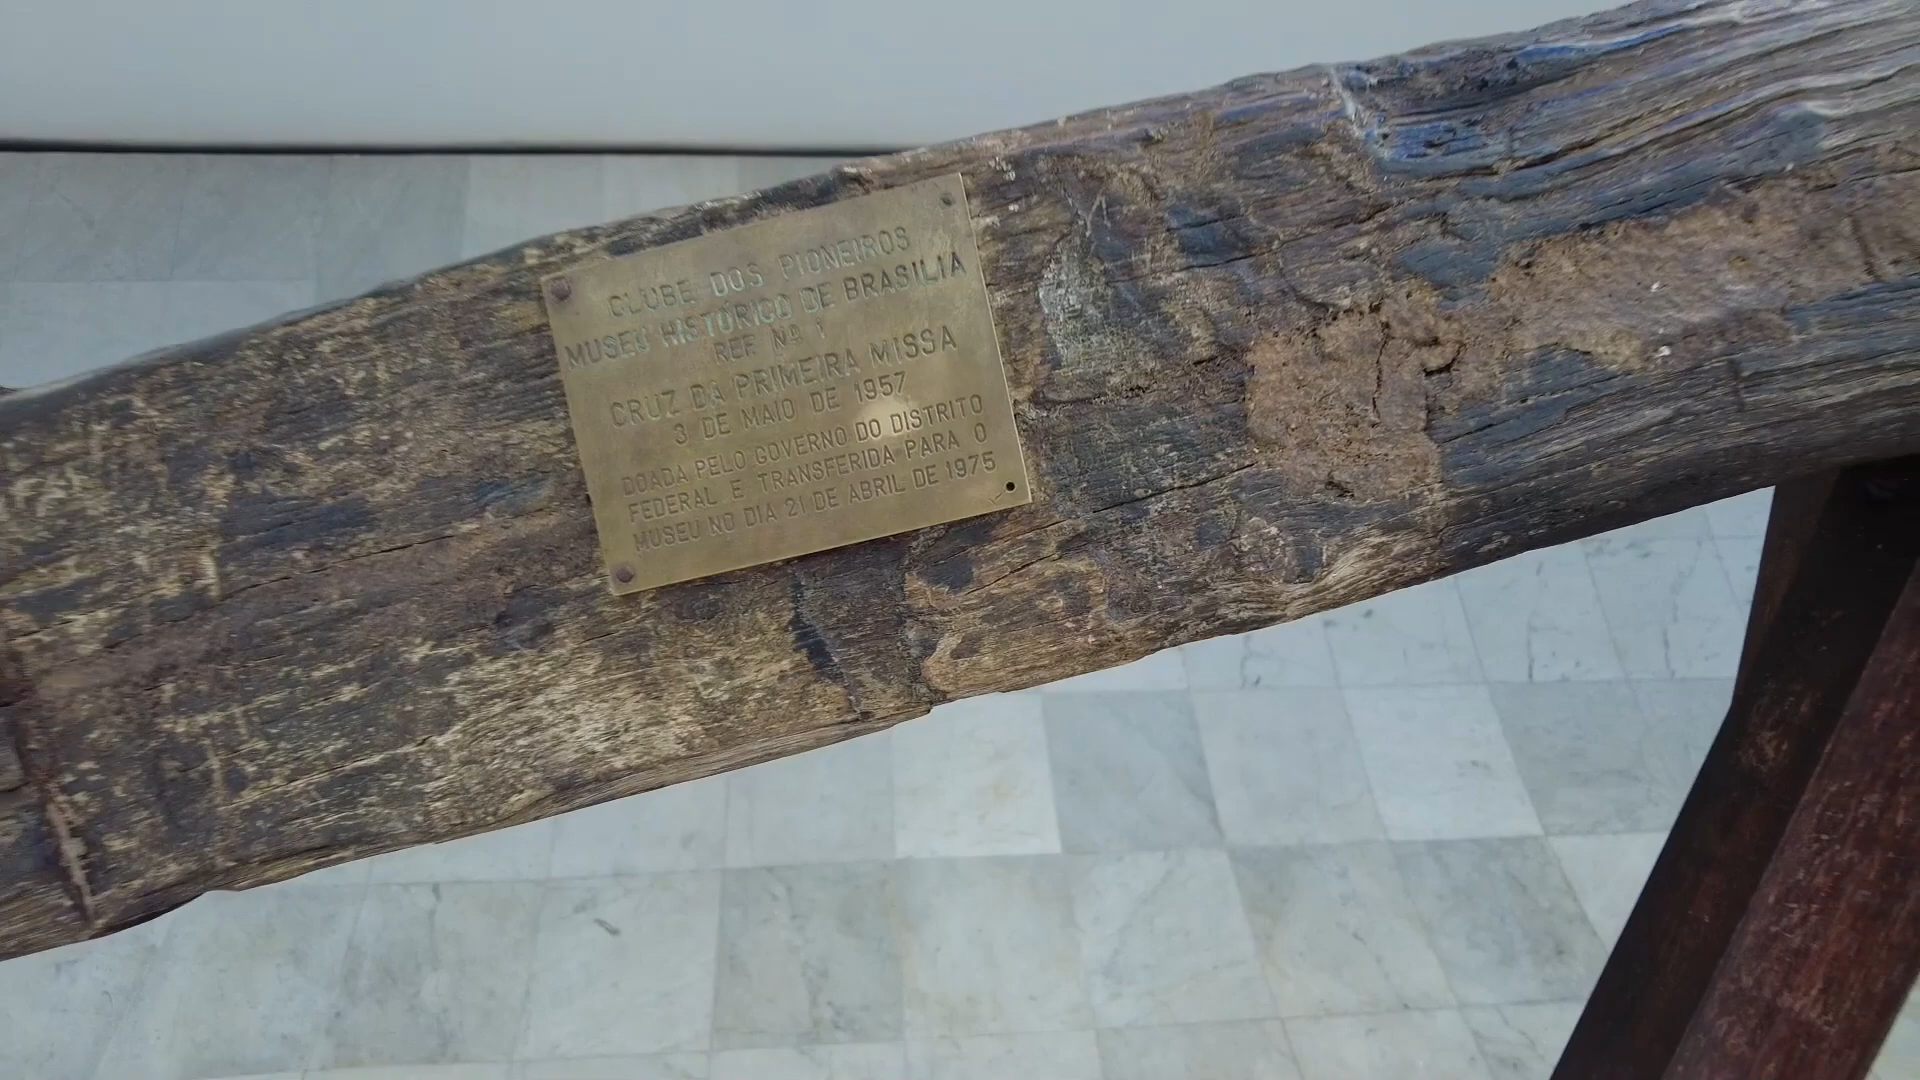 CLUBE DOS PIONEIROS
MUSEU HISTÓRICO DE BRASILIA
REF Nº 1
CRUZ DA PRIMEIRA MISSA
3 DE MAIO DE 1957
DOADA PELO GOVERNO DO DISTRITO
FEDERAL E TRANSFERIDA PARA O
MUSEU NO DIA 21 DE ABRIL DE 1975